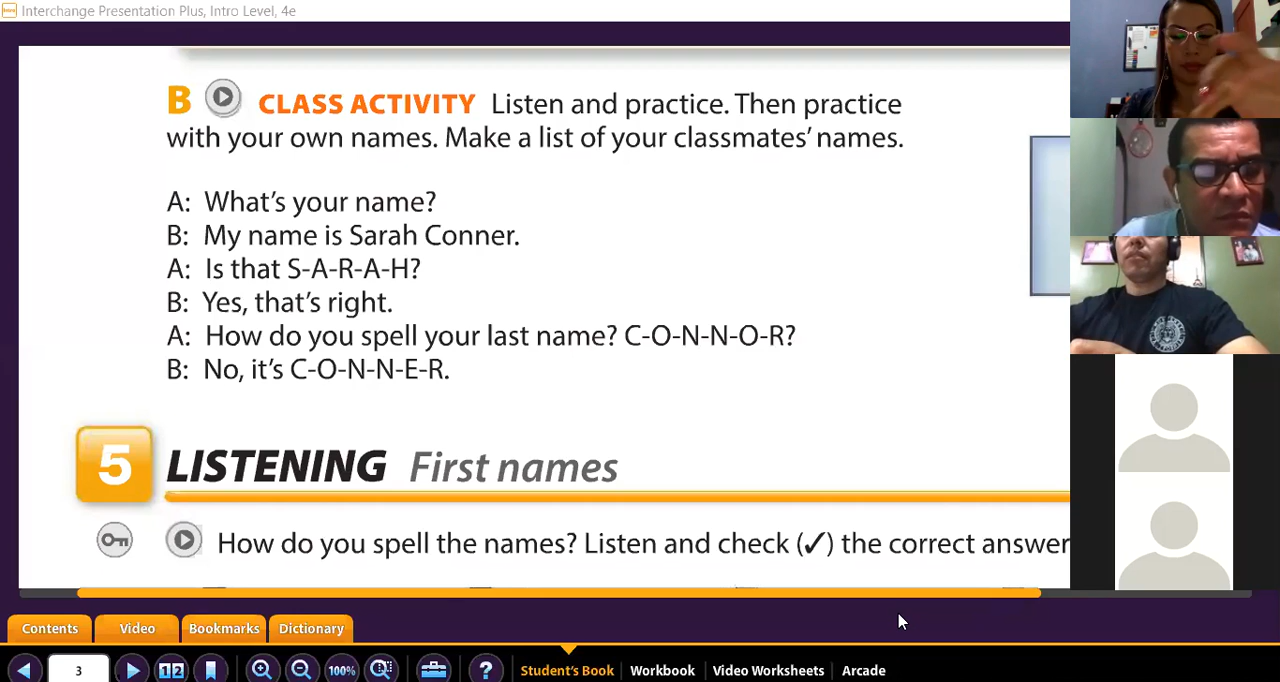 Interchange Presentation Plus, Intro Level, 4e
B CLASS ACTIVITY Listen and practice. Then practice
with your own names. Make a list of your classmates' names.
A: What's your name?
B: My name is Sarah Conner.
A: Is that S-A-R-A-H?
B: Yes, that's right.
A: How do you spell your last name? C-O-N-N-O-R?
B: No, it's C-O-N-N-E-R.
5 LISTENING First names
How do you spell the names? Listen and check (✓) the correct answer
Contents Video Bookmarks Dictionary
3 12 100% ? Student's Book Workbook Video Worksheets Arcade